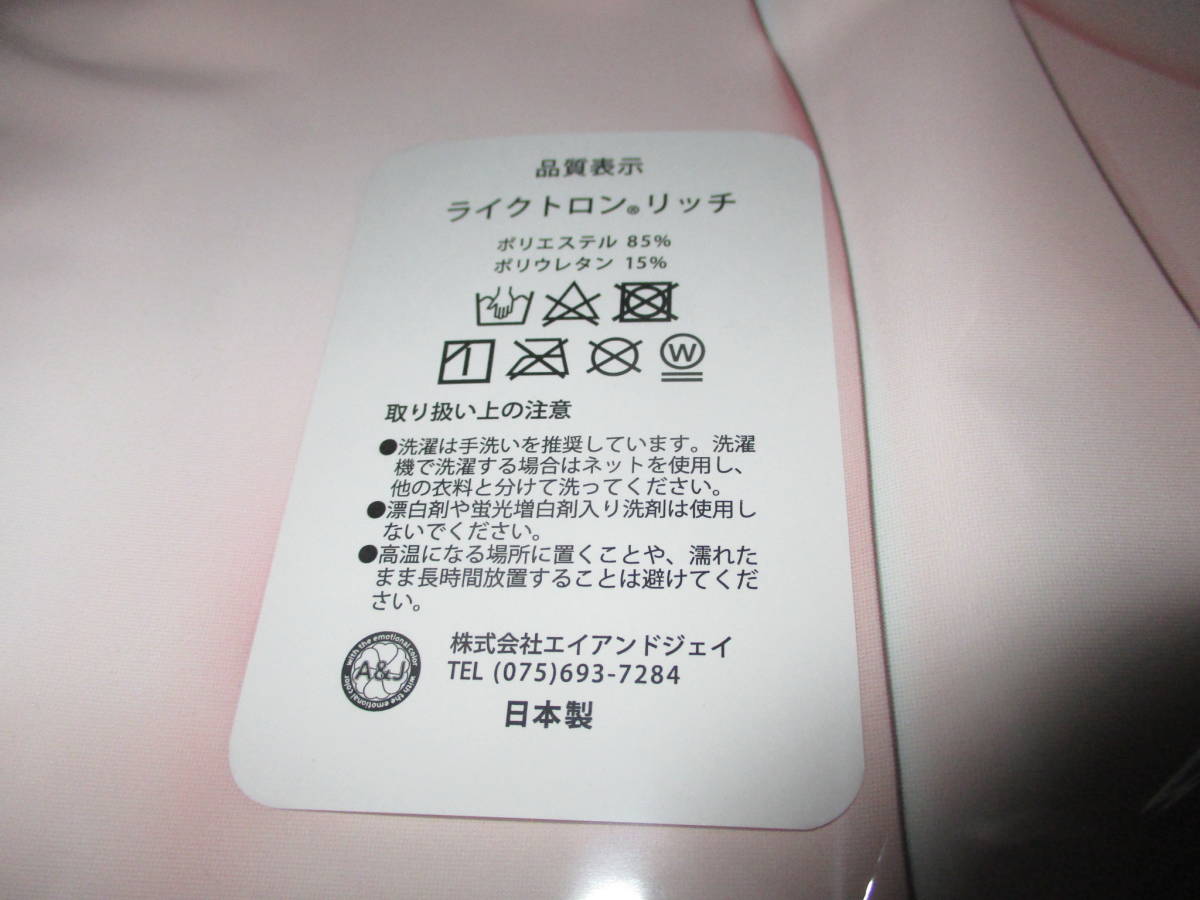 品質表示
ライクトロン®リッチ
ポリエステル 85%
ポリウレタン 15%
W
取り扱い上の注意
●洗濯は手洗いを推奨しています。洗濯
機で洗濯する場合はネットを使用し、
他の衣料と分けて洗ってください。
●漂白剤や蛍光増白剤入り洗剤は使用し
ないでください。
●高温になる場所に置くことや、濡れた
まま長時間放置することは避けてくだ
さい。
with the emotional color
A&J
with the emotional color
株式会社エイアンドジェイ
TEL (075)693-7284
日本製